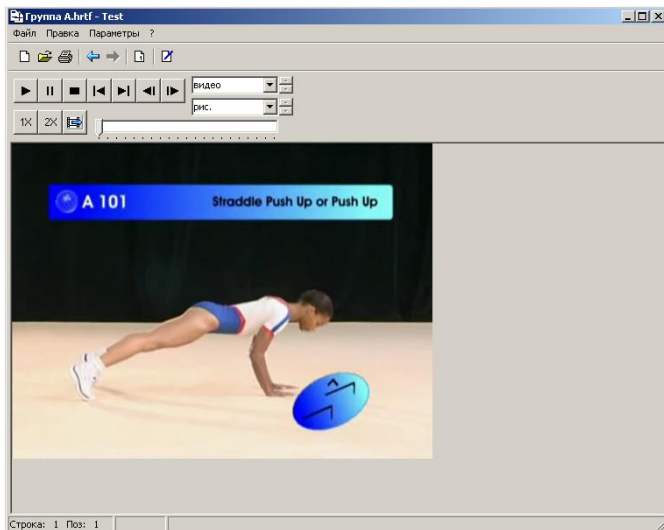 Группа A.hrtf - Test
Файл Правка Параметры ?
видео
рис.
1X 2X
A 101 Straddle Push Up or Push Up
Строка: 1 Поз: 1